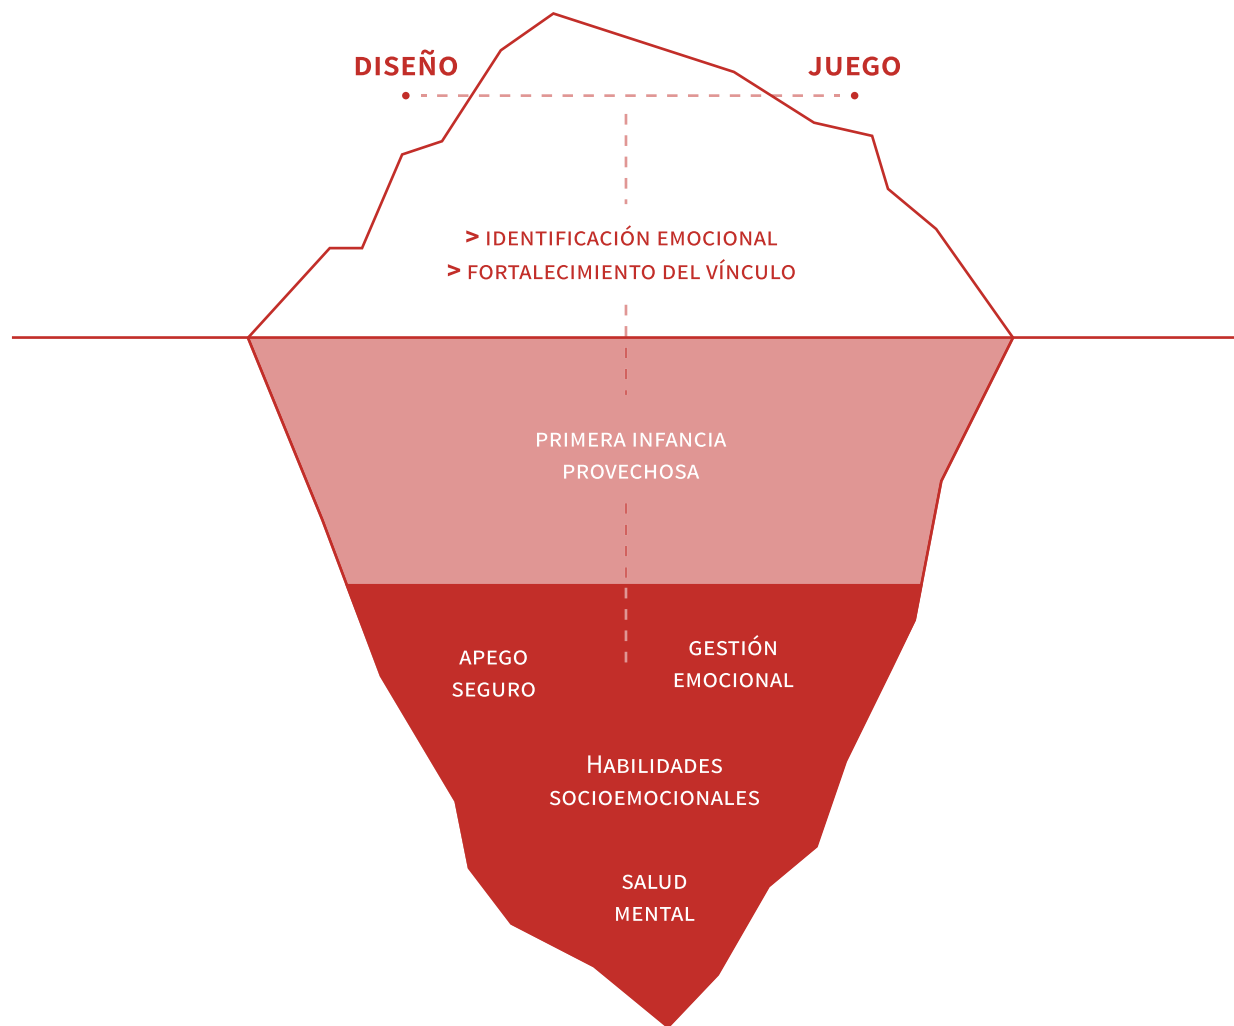 DISEÑO
JUEGO
> IDENTIFICACIÓN EMOCIONAL
> FORTALECIMIENTO DEL VÍNCULO
PRIMERA INFANCIA
PROVECHOSA
APEGO
SEGURO
GESTIÓN
EMOCIONAL
HABILIDADES
SOCIOEMOCIONALES
SALUD
MENTAL